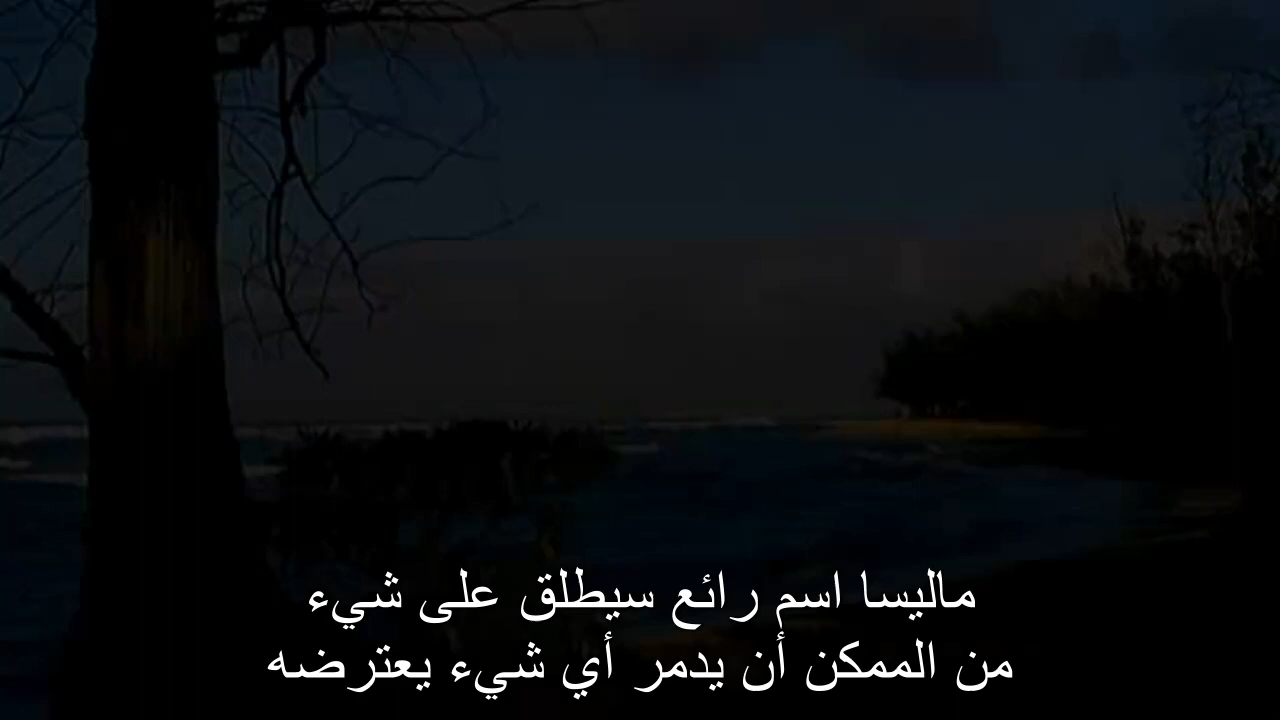 ماليسا اسم رائع سيطلق على شيء
من الممكن أن يدمر أي شيء يعترضه